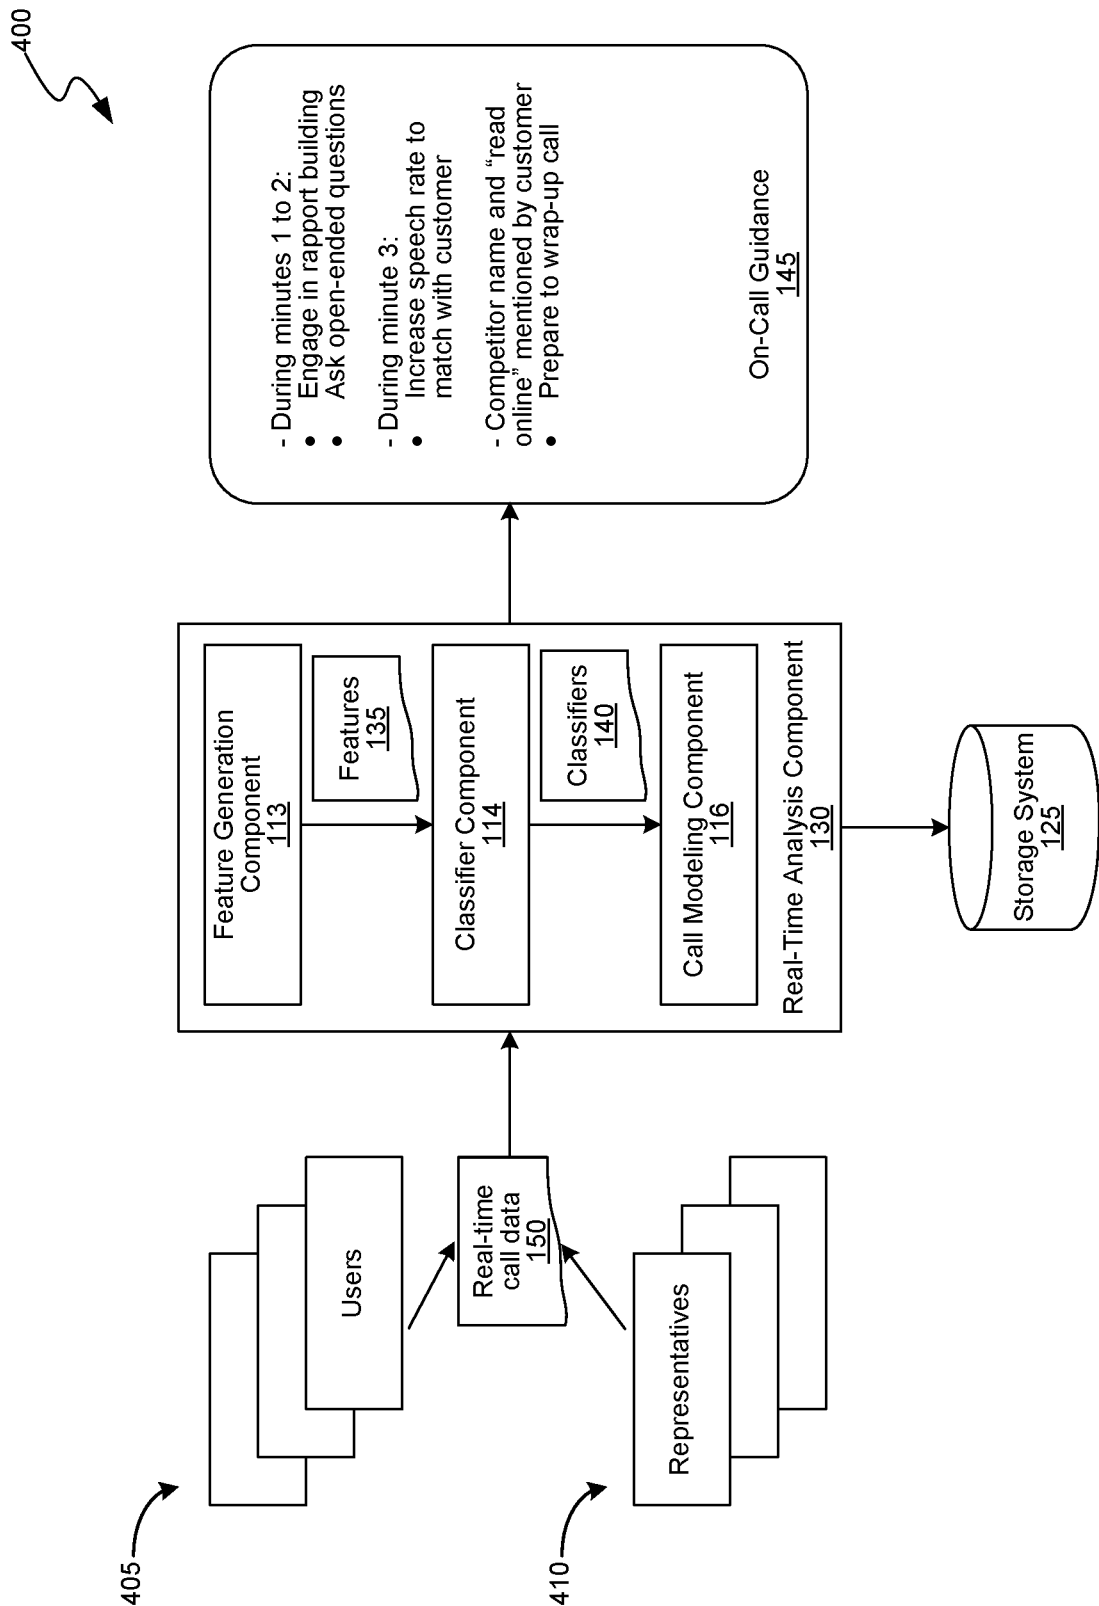 400
405
Users
Real-time
call data
150
410
Representatives
Feature Generation
Component
113
Features
135
Classifier Component
114
Classifiers
140
Call Modeling Component
116
Real-Time Analysis Component
130
Storage System
125
- During minutes 1 to 2:
• Engage in rapport building
• Ask open-ended questions
- During minute 3:
• Increase speech rate to
match with customer
- Competitor name and “read
online” mentioned by customer
• Prepare to wrap-up call
On-Call Guidance
145